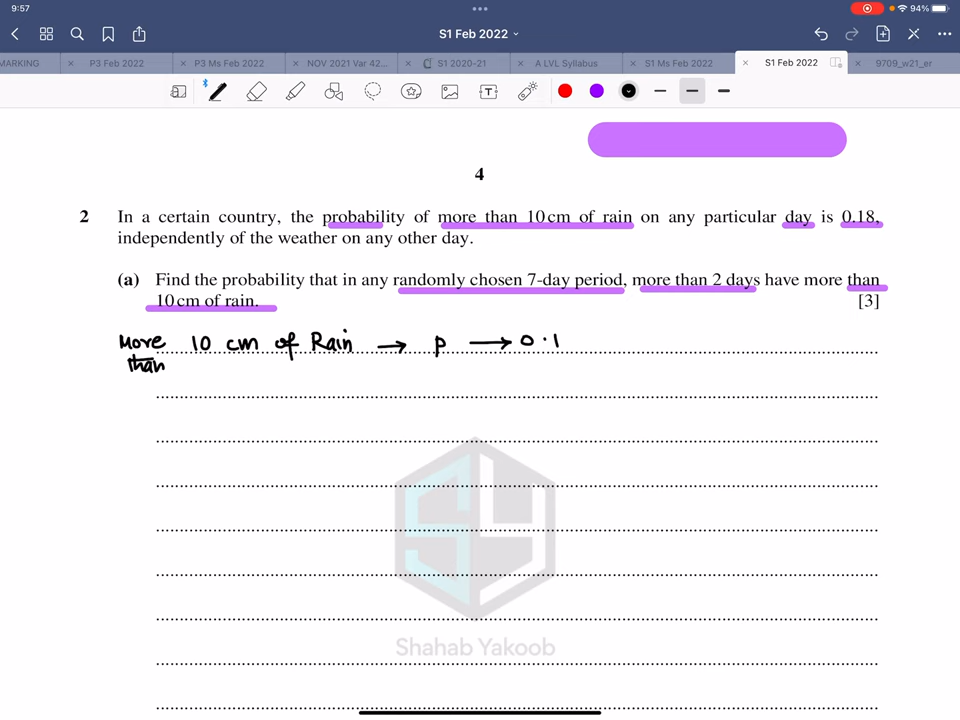 9:57
94%
S1 Feb 2022
MARKING
P3 Feb 2022
P3 Ms Feb 2022
NOV 2021 Var 42...
S1 2020-21
A LVL Syllabus
S1 Ms Feb 2022
S1 Feb 2022
9709_w21_er
4
2 In a certain country, the probability of more than 10 cm of rain on any particular day is 0.18,
independently of the weather on any other day.
(a) Find the probability that in any randomly chosen 7-day period, more than 2 days have more than
10 cm of rain. [3]
More 10 cm of Rain → p → 0.1
than
Shahab Yakoob